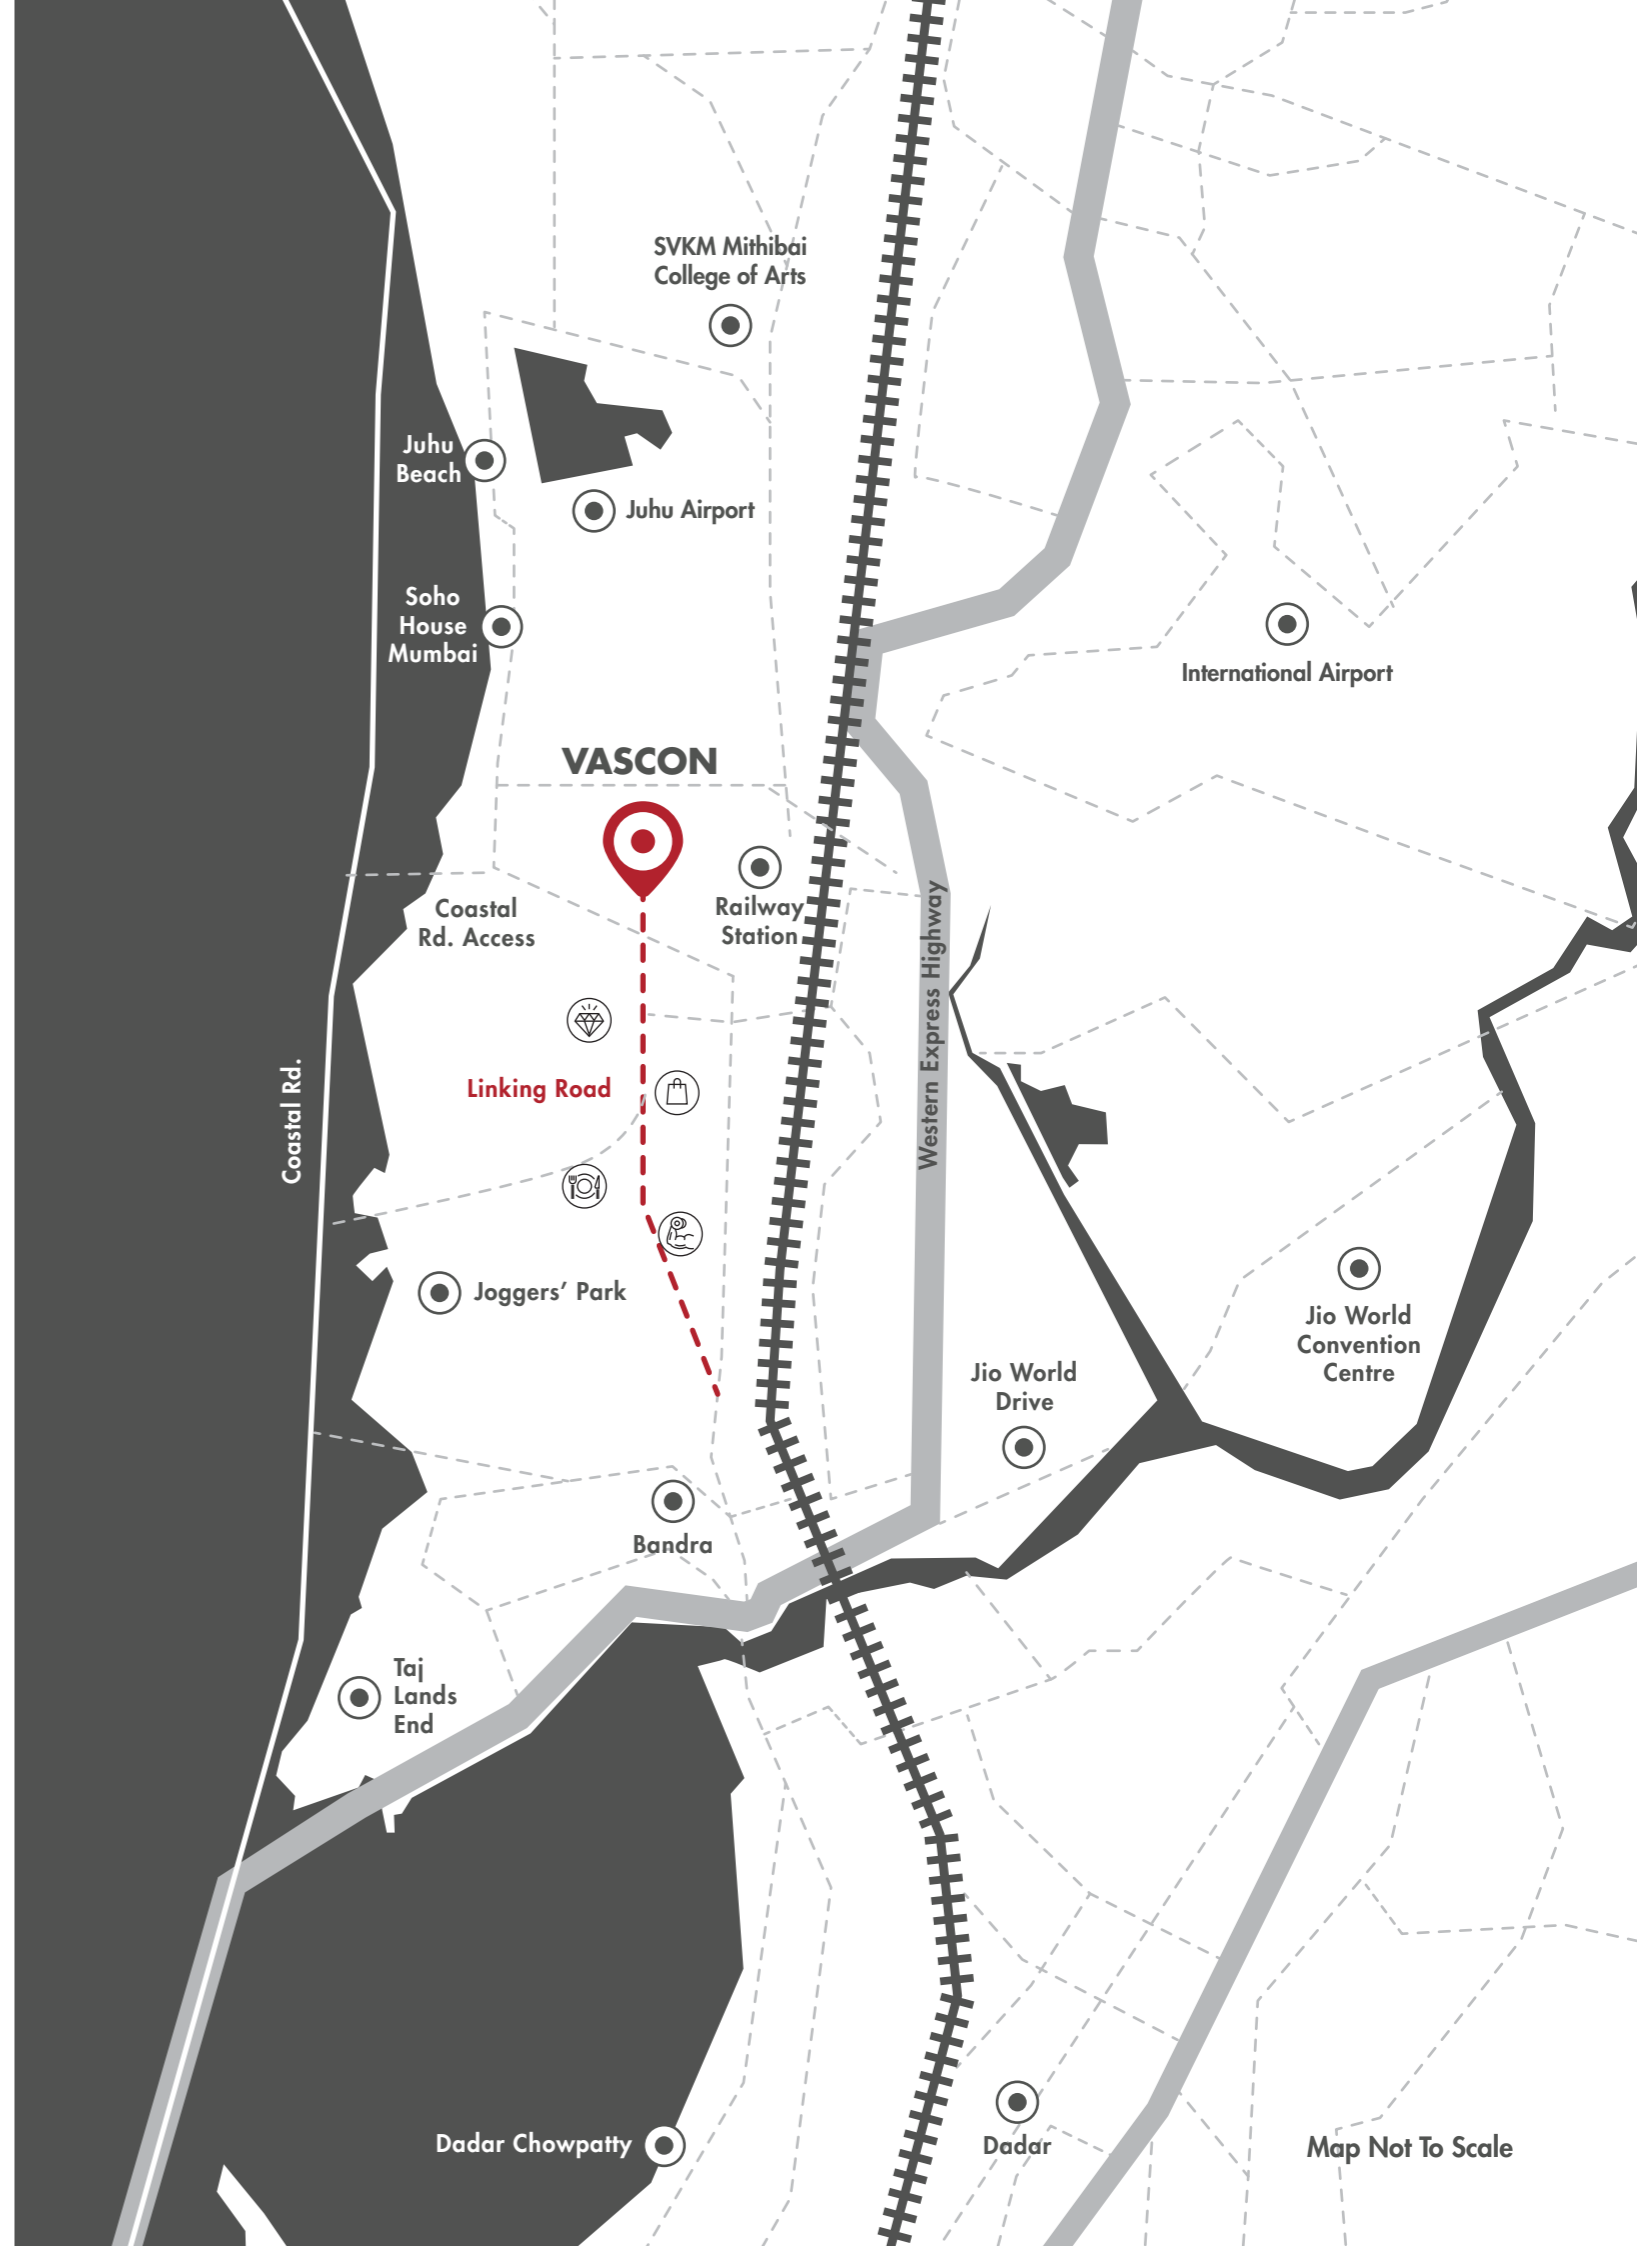 SVKM Mithibai
College of Arts
Juhu
Beach
Juhu Airport
Soho
House
Mumbai
International Airport
VASCON
Railway
Station
Coastal
Rd. Access
Western Express Highway
Coastal Rd.
Linking Road
Joggers’ Park
Jio World
Convention
Centre
Jio World
Drive
Bandra
Taj
Lands
End
Dadar Chowpatty
Dadar
Map Not To Scale